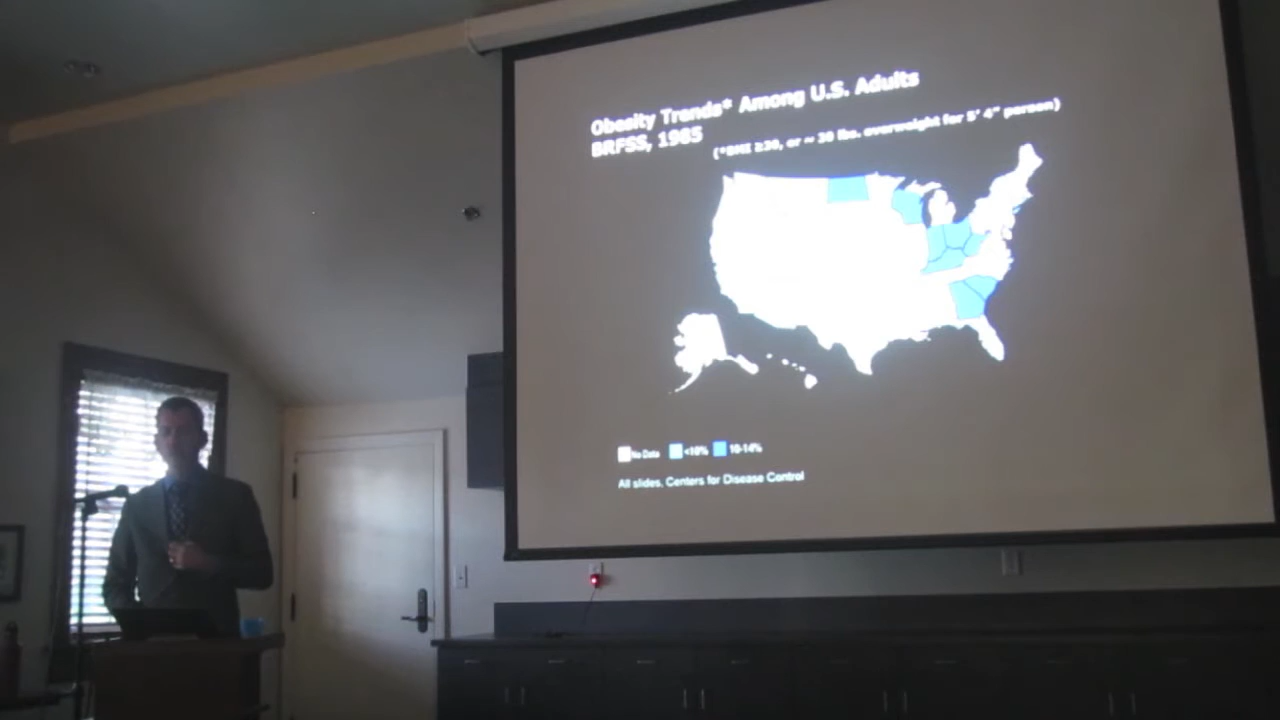 Obesity Trends* Among U.S. Adults
BRFSS, 1985
(*BMI ≥30, or ~ 30 lbs. overweight for 5' 4" person)
No Data <10% 10-14%
All slides, Centers for Disease Control